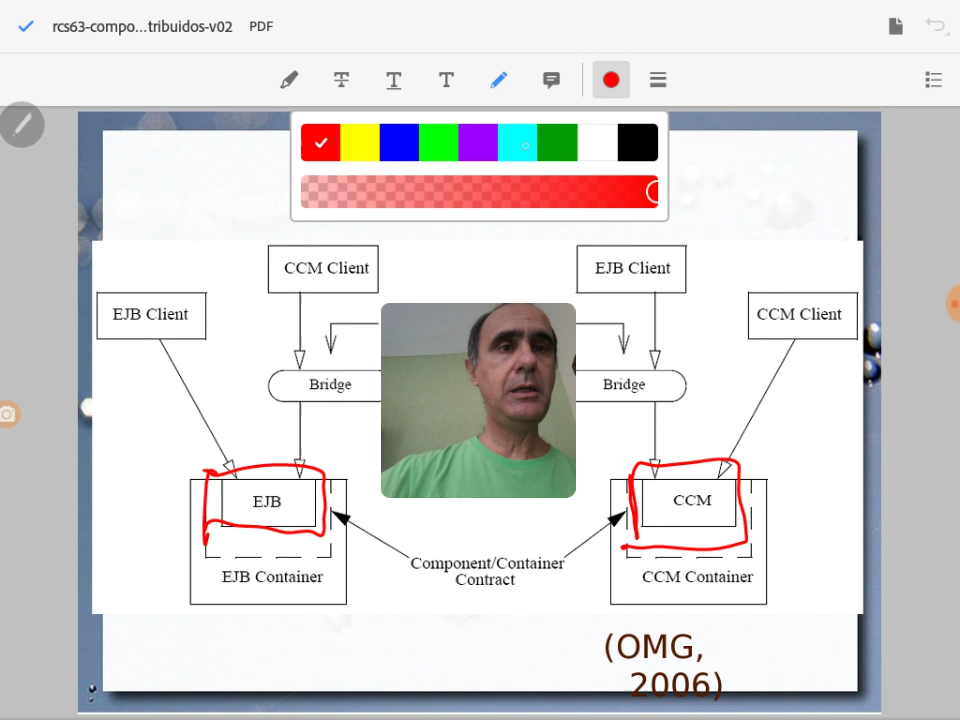 rcs63-compo...tribuidos-v02 PDF
CCM Client
EJB Client
EJB Client
CCM Client
Bridge
Bridge
EJB
CCM
Component/Container
Contract
EJB Container
CCM Container
(OMG,
2006)